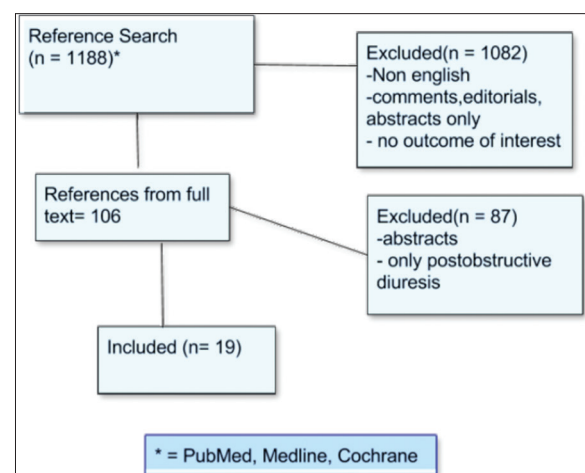 Reference Search
(n = 1188)*
Excluded(n = 1082)
-Non english
-comments,editorials,
abstracts only
- no outcome of interest
References from full
text= 106
Excluded(n = 87)
-abstracts
- only postobstructive
diuresis
Included (n= 19)
* = PubMed, Medline, Cochrane